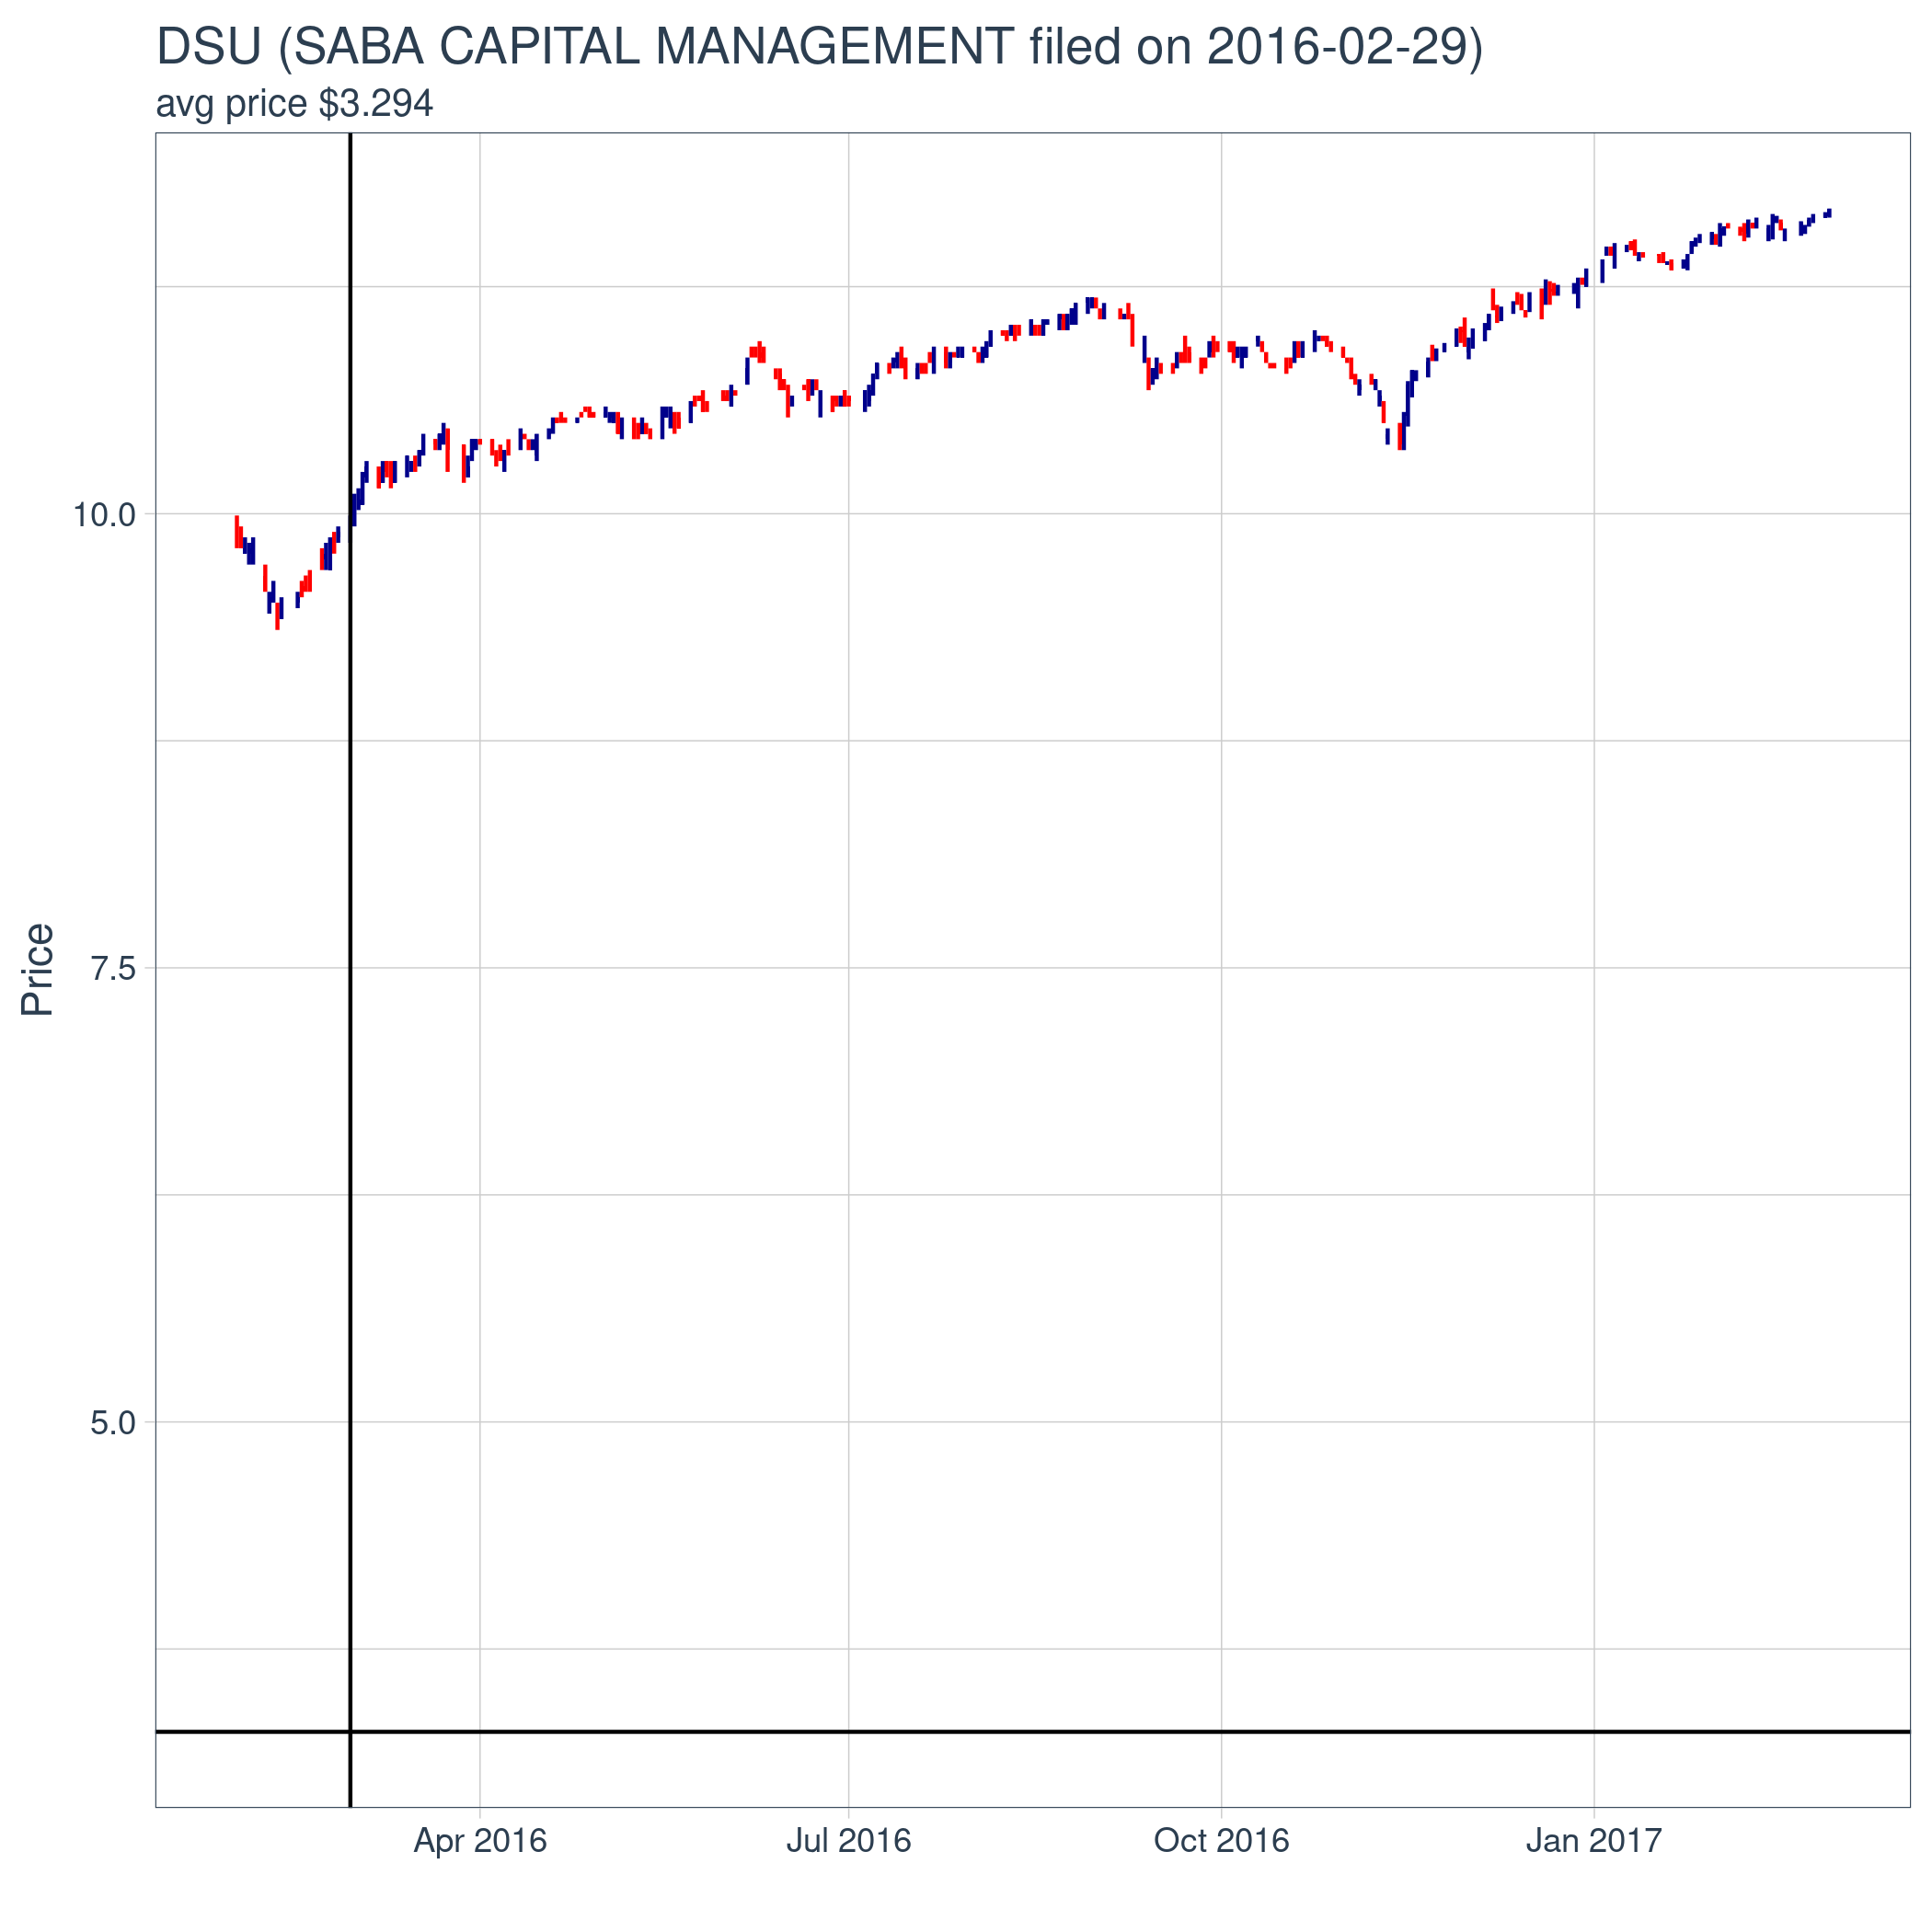 DSU (SABA CAPITAL MANAGEMENT filed on 2016-02-29)
avg price $3.294
Price
10.0
7.5
5.0
Apr 2016
Jul 2016
Oct 2016
Jan 2017